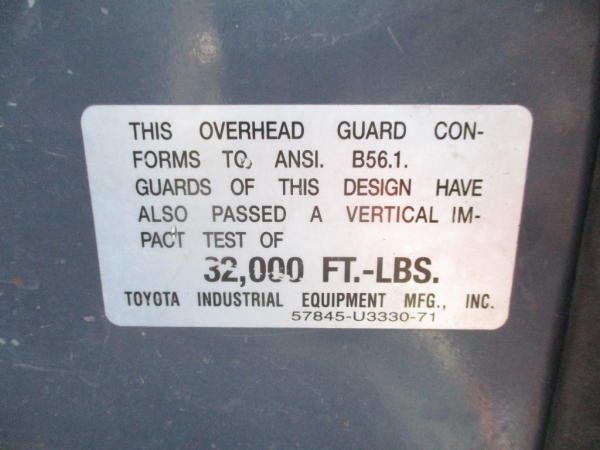 THIS OVERHEAD GUARD CON-
FORMS TO ANSI. B56.1.
GUARDS OF THIS DESIGN HAVE
ALSO PASSED A VERTICAL IM-
PACT TEST OF
32,000 FT.-LBS.
TOYOTA INDUSTRIAL EQUIPMENT MFG., INC.
57845-U3330-71